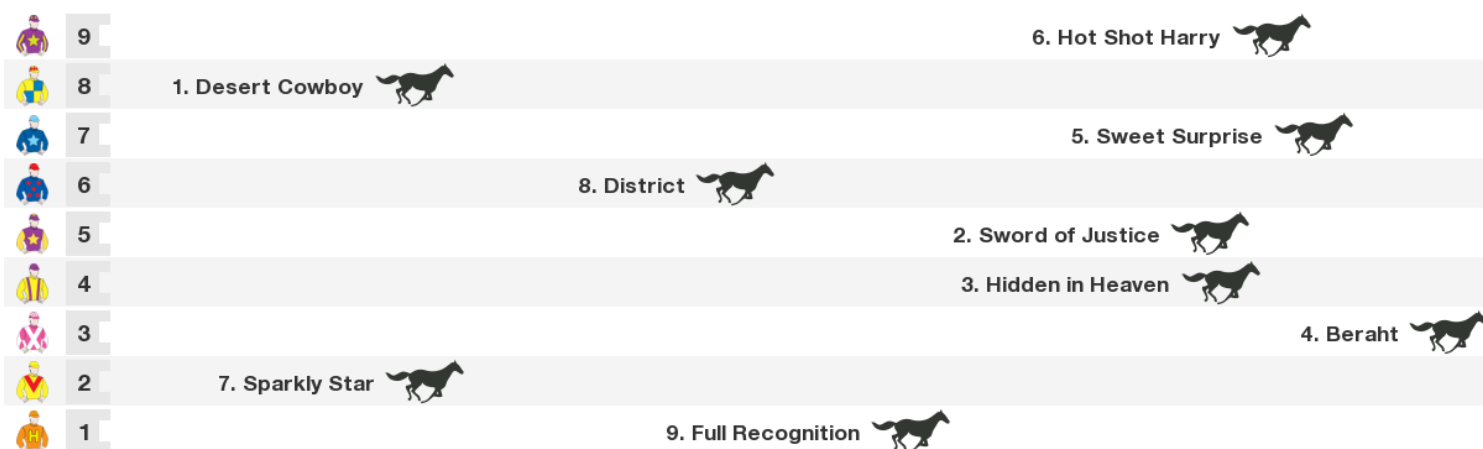 9 6. Hot Shot Harry
8 1. Desert Cowboy
7 5. Sweet Surprise
6 8. District
5 2. Sword of Justice
4 3. Hidden in Heaven
3 4. Beraht
2 7. Sparkly Star
1 9. Full Recognition
H